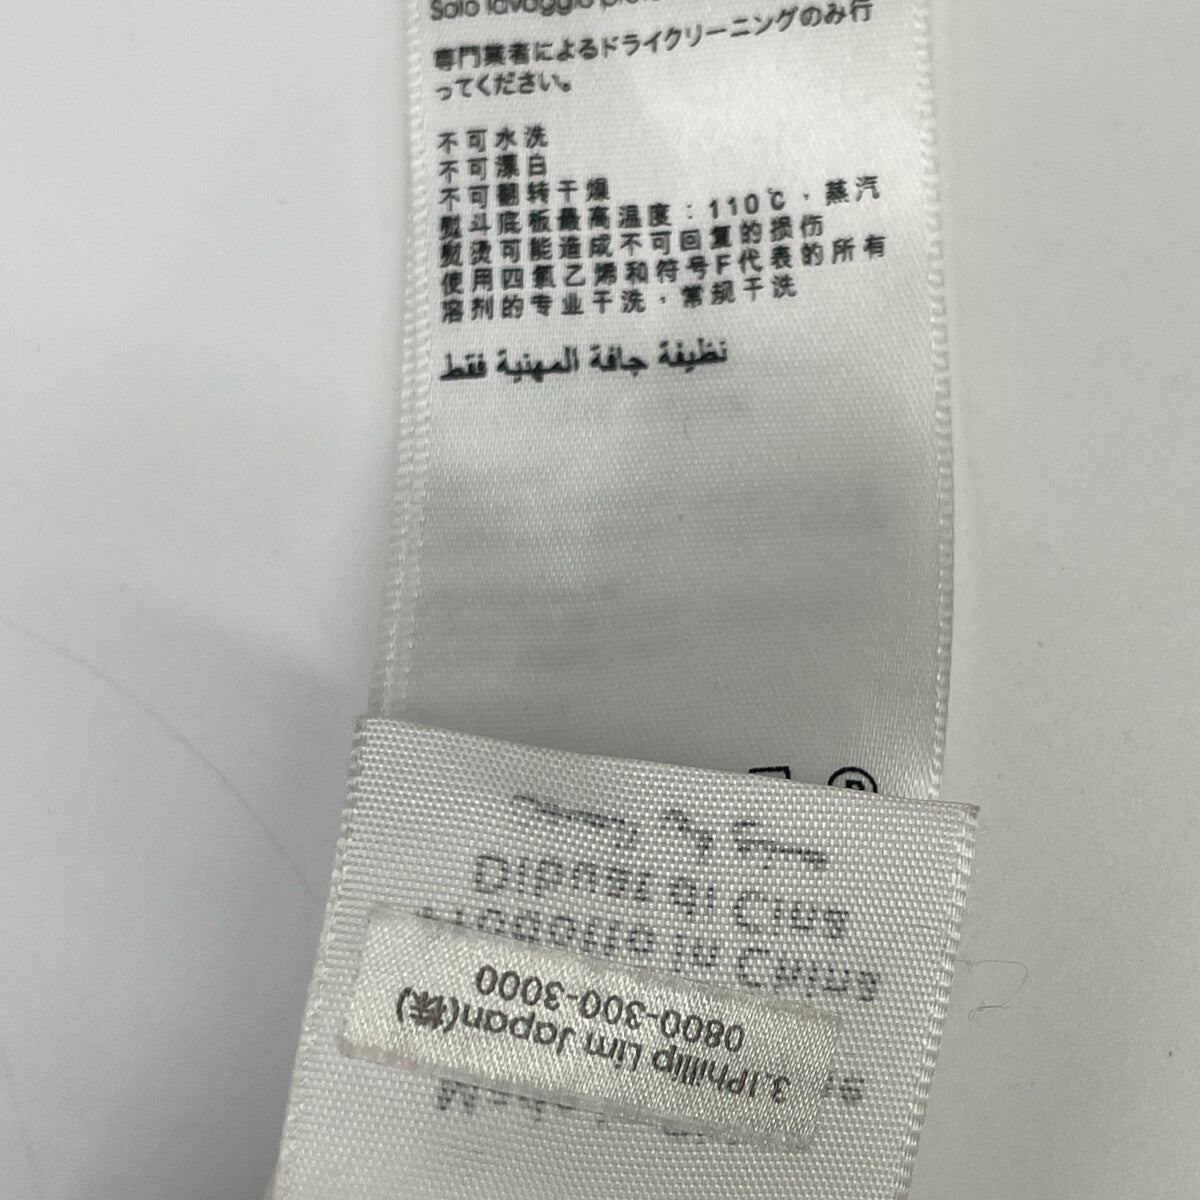 Solo lavaggio
専門業者によるドライクリーニングのみ行
ってください。
不可水洗
不可漂白
不可翻转干燥
熨斗底板最高温度：110℃，蒸汽
熨烫可能造成不可回复的损伤
使用四氯乙烯和符号F代表的所有
溶剂的专业干洗，常规干洗
نظيفة جافة المهنية فقط
P
3.1Phillip Lim Japan(株)
0800-300-3000